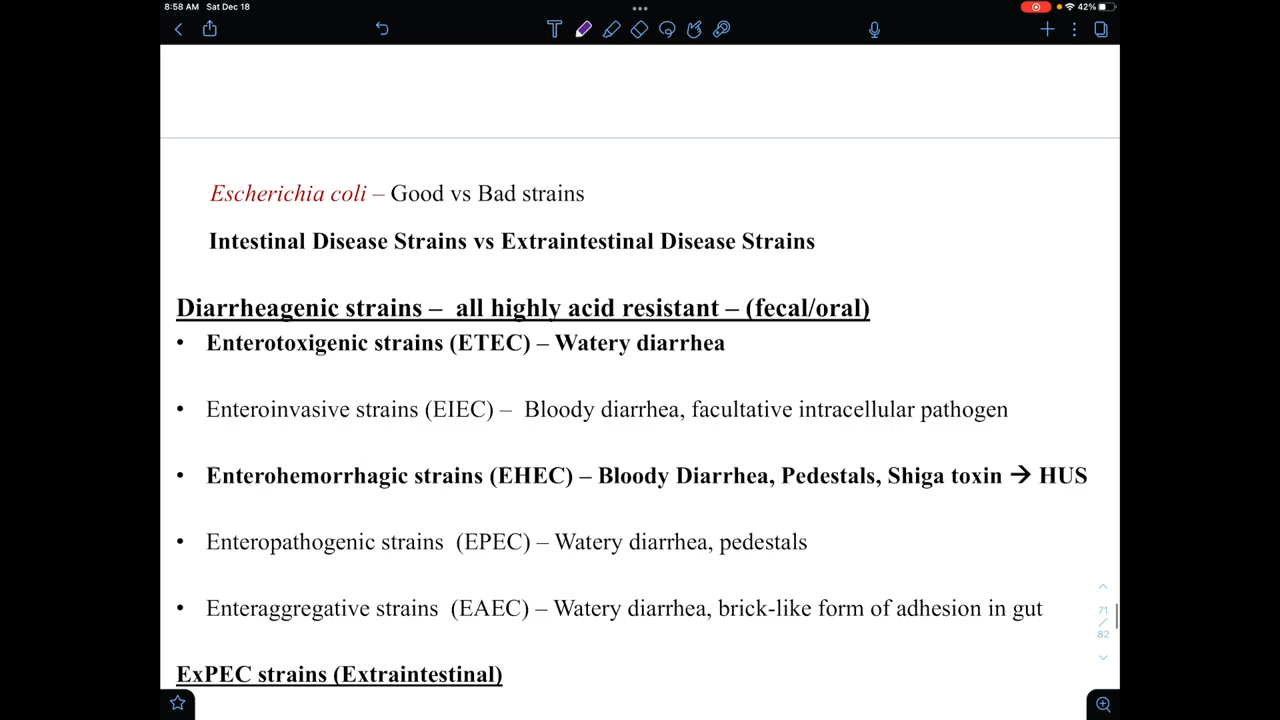 8:58 AM Sat Dec 18
42%
Escherichia coli – Good vs Bad strains
Intestinal Disease Strains vs Extraintestinal Disease Strains
Diarrheagenic strains – all highly acid resistant – (fecal/oral)
• Enterotoxigenic strains (ETEC) – Watery diarrhea
• Enteroinvasive strains (EIEC) – Bloody diarrhea, facultative intracellular pathogen
• Enterohemorrhagic strains (EHEC) – Bloody Diarrhea, Pedestals, Shiga toxin → HUS
• Enteropathogenic strains (EPEC) – Watery diarrhea, pedestals
• Enteraggregative strains (EAEC) – Watery diarrhea, brick-like form of adhesion in gut
71
/
82
ExPEC strains (Extraintestinal)